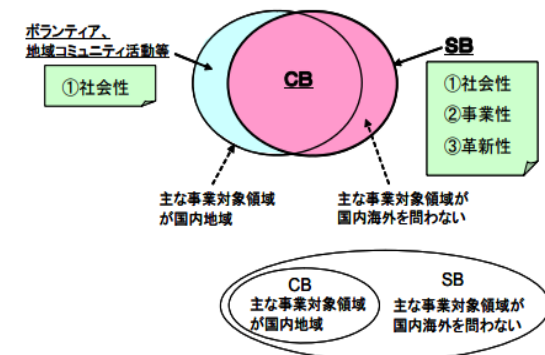 ボランティア、
地域コミュニティ活動等
SB
CB
①社会性
①社会性
②事業性
③革新性
主な事業対象領域
が国内地域
主な事業対象領域が
国内海外を問わない
CB
主な事業対象領域
が国内地域
SB
主な事業対象領域が
国内海外を問わない